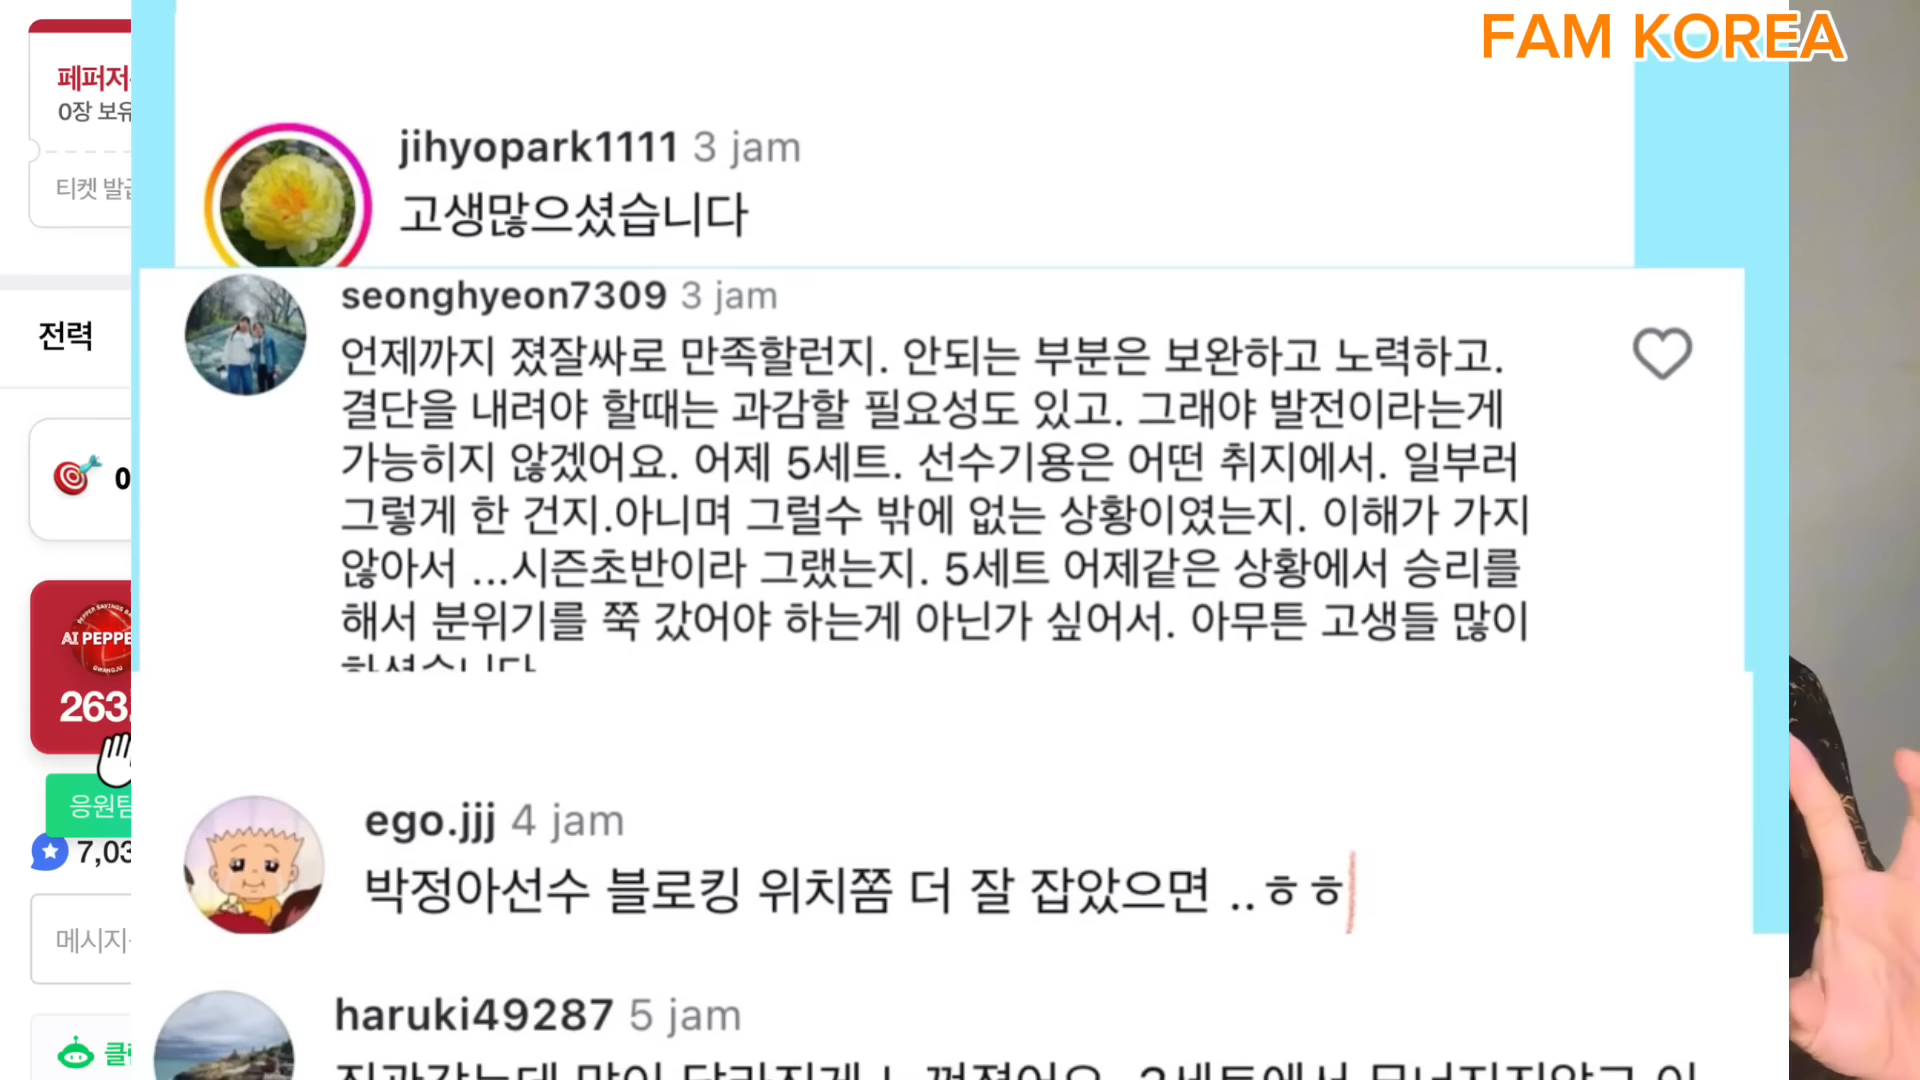 FAM KOREA
페퍼저
0장 보유
티켓 발급
전력
0
AI PEPPE
GWANGJU
263
응원팀
7,03
메시지
클
jihyopark1111 3 jam
고생많으셨습니다
seonghyeon7309 3 jam
언제까지 졌잘싸로 만족할런지. 안되는 부분은 보완하고 노력하고.
결단을 내려야 할때는 과감할 필요성도 있고. 그래야 발전이라는게
가능히지 않겠어요. 어제 5세트. 선수기용은 어떤 취지에서. 일부러
그렇게 한 건지.아니며 그럴수 밖에 없는 상황이였는지. 이해가 가지
않아서 ...시즌초반이라 그랬는지. 5세트 어제같은 상황에서 승리를
해서 분위기를 쭉 갔어야 하는게 아닌가 싶어서. 아무튼 고생들 많이
하셨습니다
ego.jjj 4 jam
박정아선수 블로킹 위치쫌 더 잘 잡았으면 ..ㅎㅎ
haruki49287 5 jam